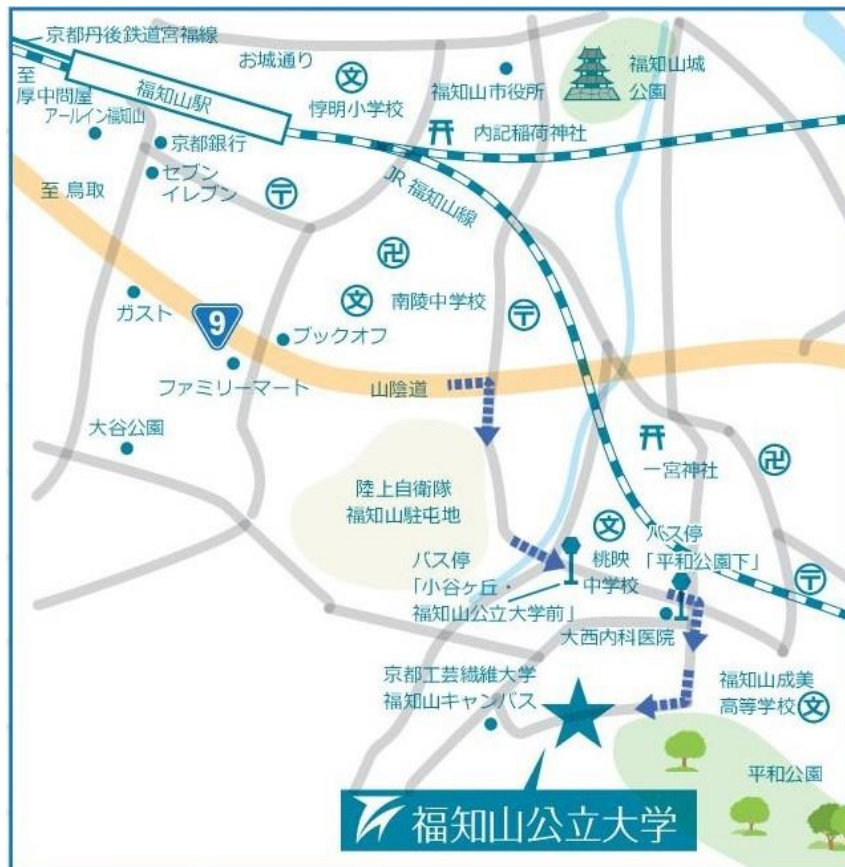 京都丹後鉄道宮福線
お城通り
至
厚中問屋
福知山駅
惇明小学校
福知山市役所
福知山城
公園
アールイン福知山
京都銀行
内記稲荷神社
セブン
イレブン
至 鳥取
JR 福知山線
文
〒
卍
文
南陵中学校
〒
ガスト
9
ブックオフ
ファミリーマート
山陰道
大谷公園
一宮神社
卍
陸上自衛隊
福知山駐屯地
文
桃映
中学校
バス停
「平和公園下」
バス停
「小谷ヶ丘・
福知山公立大学前」
〒
大西内科医院
京都工芸繊維大学
福知山キャンパス
福知山成美
高等学校
文
平和公園
福知山公立大学